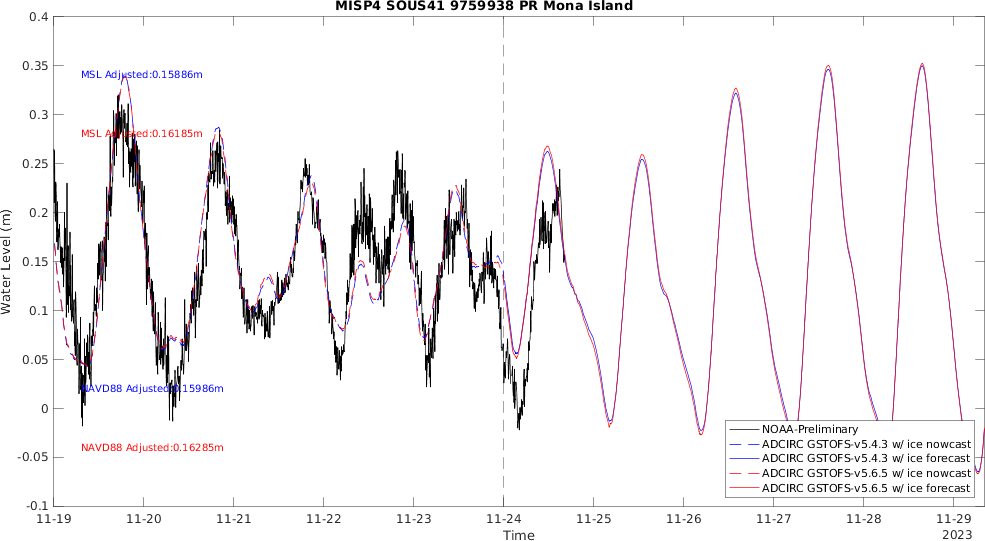 MISP4 SOUS41 9759938 PR Mona Island
0.4
0.35
0.3
0.25
0.2
0.15
0.1
0.05
0
-0.05
-0.1
Water Level (m)
MSL Adjusted:0.15886m
MSL Adjusted:0.16185m
NAVD88 Adjusted:0.15986m
NAVD88 Adjusted:0.16285m
NOAA-Preliminary
ADCIRC GSTOFS-v5.4.3 w/ ice nowcast
ADCIRC GSTOFS-v5.4.3 w/ ice forecast
ADCIRC GSTOFS-v5.6.5 w/ ice nowcast
ADCIRC GSTOFS-v5.6.5 w/ ice forecast
11-19 11-20 11-21 11-22 11-23 11-24 11-25 11-26 11-27 11-28 11-29
Time
2023